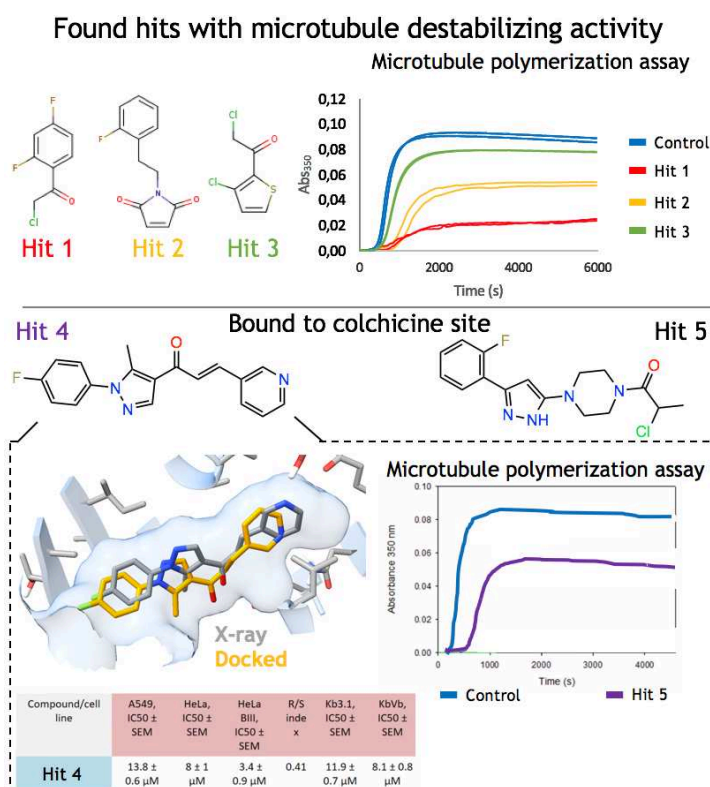 Found hits with microtubule destabilizing activity
Microtubule polymerization assay
F
F
O
Cl
Hit 1
F
O
N
O
Hit 2
Cl
O
Cl
S
Hit 3
Abs350
0,12
0,10
0,08
0,06
0,04
0,02
0,00
0
2000
4000
6000
Time (s)
Control
Hit 1
Hit 2
Hit 3
Hit 4
Bound to colchicine site
Hit 5
F
N
N
O
N
F
N
NH
N
N
O
Cl
X-ray
Docked
Microtubule polymerization assay
Absorbance 350 nm
0.10
0.08
0.06
0.04
0.02
0.00
0
1000
2000
3000
4000
Time (s)
Control
Hit 5
Compound/cell line
A549, IC50 ± SEM
HeLa, IC50 ± SEM
HeLa BIII, IC50 ± SEM
R/S inde x
Kb3.1, IC50 ± SEM
KbVb, IC50 ± SEM
Hit 4
13.8 ± 0.6 µM
8 ± 1 µM
3.4 ± 0.9 µM
0.41
11.9 ± 0.7 µM
8.1 ± 0.8 µM